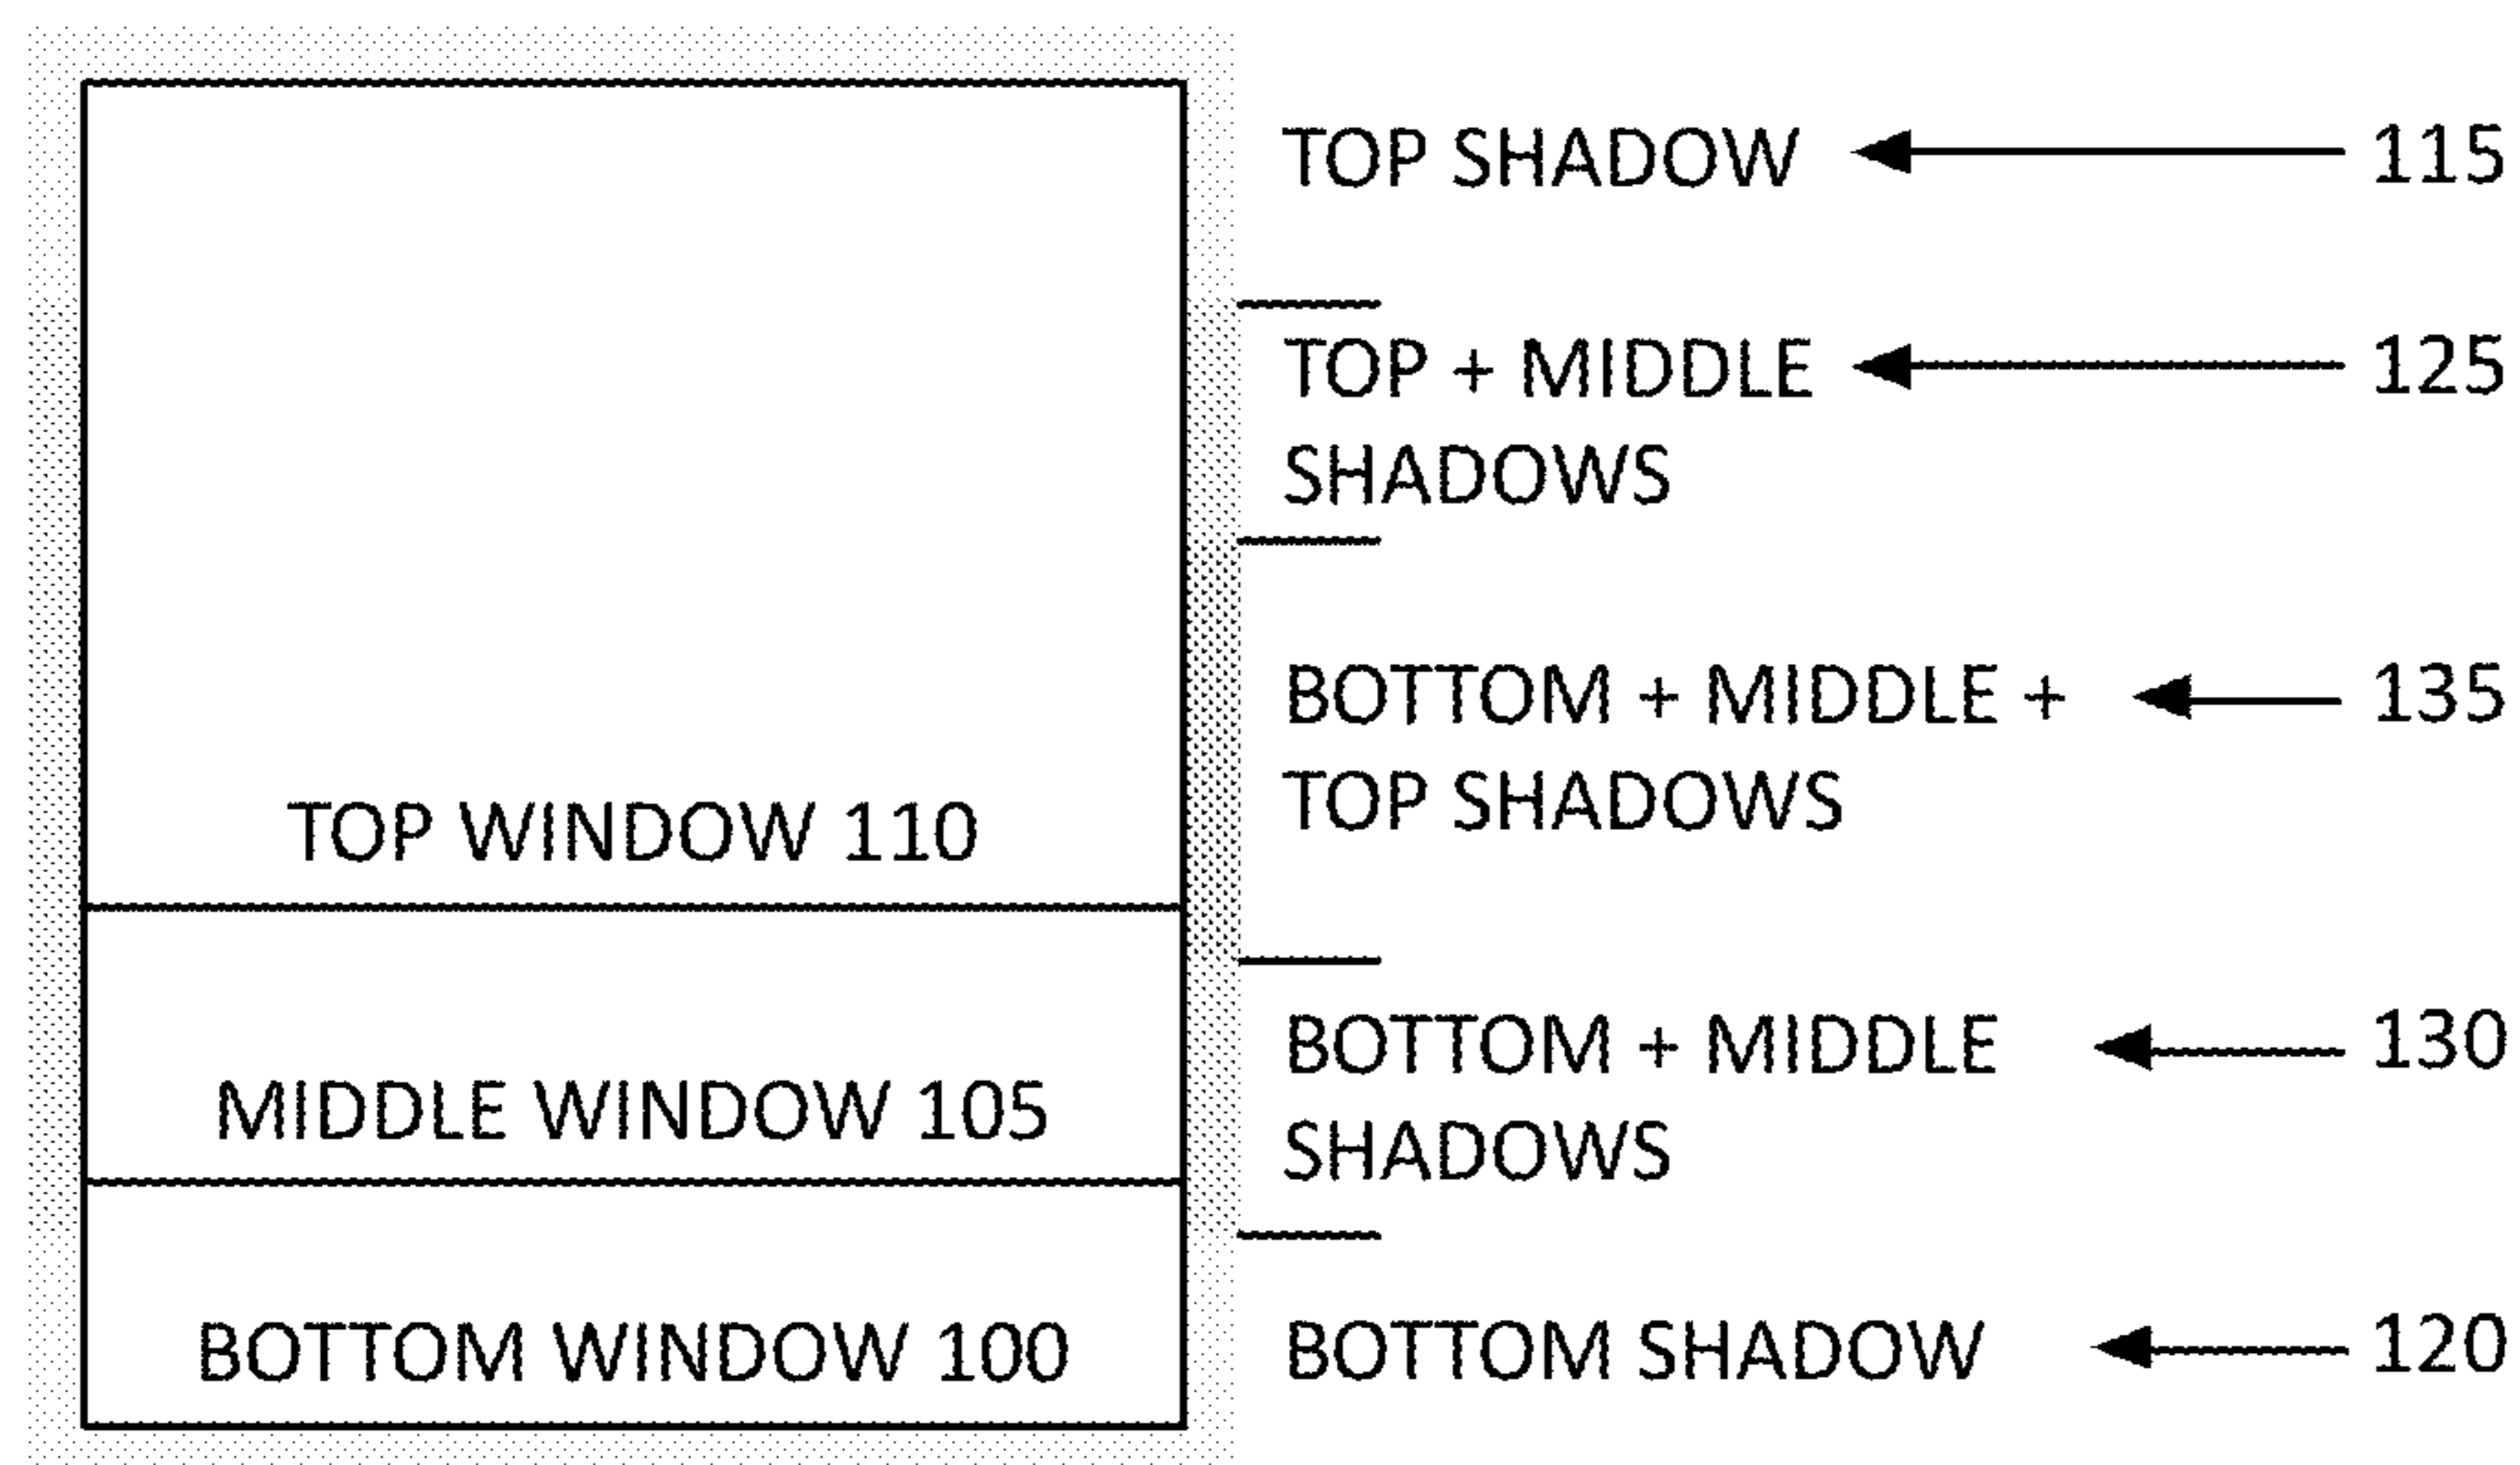 TOP SHADOW 115
TOP + MIDDLE 125
SHADOWS
BOTTOM + MIDDLE + 135
TOP SHADOWS
TOP WINDOW 110
BOTTOM + MIDDLE 130
MIDDLE WINDOW 105
SHADOWS
BOTTOM WINDOW 100
BOTTOM SHADOW 120